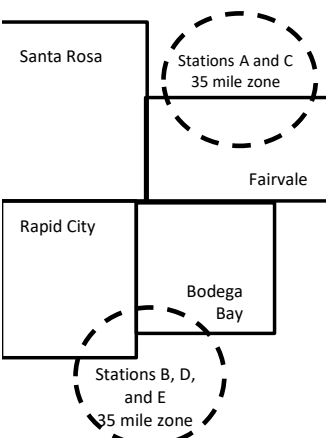 Santa Rosa
Stations A and C
35 mile zone
Fairvale
Rapid City
Bodega
Bay
Stations B, D,
and E
35 mile zone